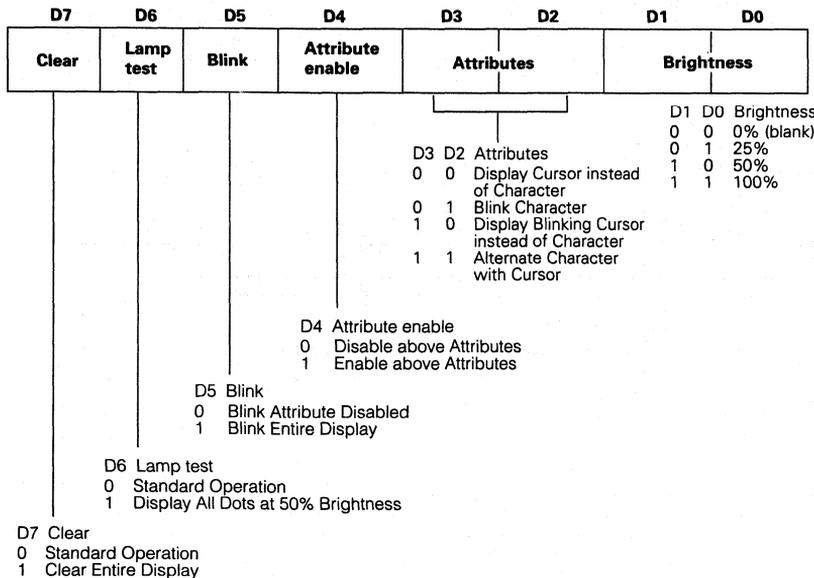 D7 D6 D5 D4 D3 D2 D1 D0
Clear Lamp test Blink Attribute enable Attributes Brightness
D1 D0 Brightness
0 0 0% (blank)
0 1 25%
1 0 50%
1 1 100%
D3 D2 Attributes
0 0 Display Cursor instead
of Character
0 1 Blink Character
1 0 Display Blinking Cursor
instead of Character
1 1 Alternate Character
with Cursor
D4 Attribute enable
0 Disable above Attributes
1 Enable above Attributes
D5 Blink
0 Blink Attribute Disabled
1 Blink Entire Display
D6 Lamp test
0 Standard Operation
1 Display All Dots at 50% Brightness
D7 Clear
0 Standard Operation
1 Clear Entire Display